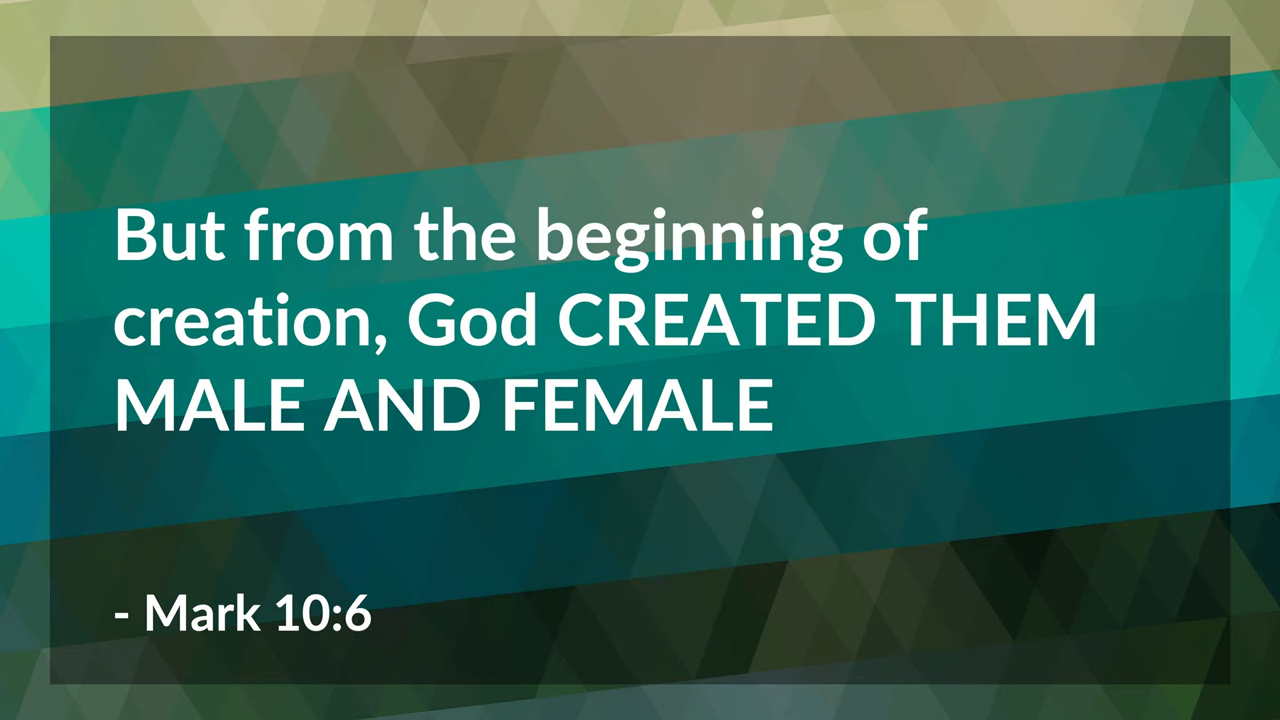 But from the beginning of
creation, God CREATED THEM
MALE AND FEMALE
- Mark 10:6